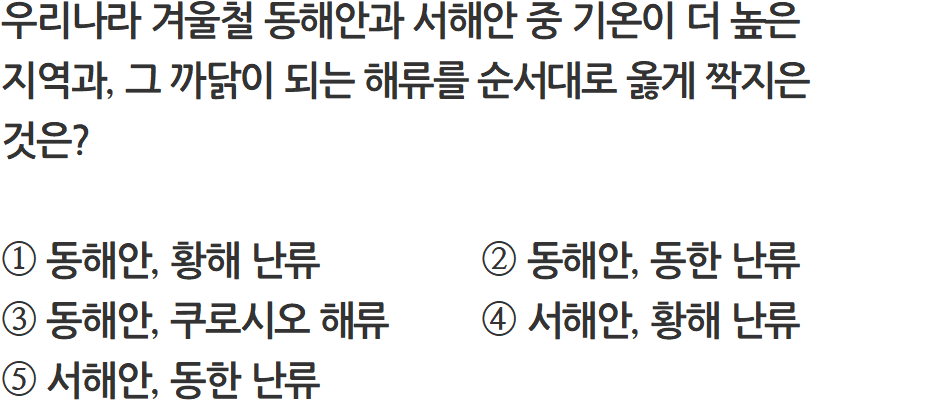 우리나라 겨울철 동해안과 서해안 중 기온이 더 높은
지역과, 그 까닭이 되는 해류를 순서대로 옳게 짝지은
것은?
① 동해안, 황해 난류 ② 동해안, 동한 난류
③ 동해안, 쿠로시오 해류 ④ 서해안, 황해 난류
⑤ 서해안, 동한 난류